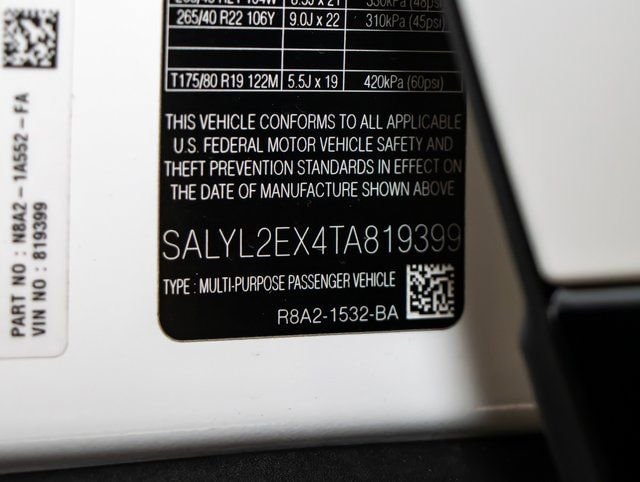 265/40 R22 106Y 9.0J x 22 310kPa (45psi)
T175/80 R19 122M 5.5J x 19 420kPa (60psi)
THIS VEHICLE CONFORMS TO ALL APPLICABLE
U.S. FEDERAL MOTOR VEHICLE SAFETY AND
THEFT PREVENTION STANDARDS IN EFFECT ON
THE DATE OF MANUFACTURE SHOWN ABOVE
SALYL2EX4TA819399
TYPE : MULTI-PURPOSE PASSENGER VEHICLE
R8A2-1532-BA
PART NO : N8A2 - 1A552 - FA
VIN NO : 819399